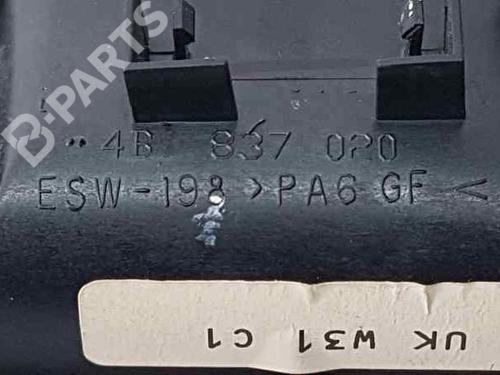 B-PARTS
4B 837 020
ESW-198 >PA6 GF<
UK W31 C1